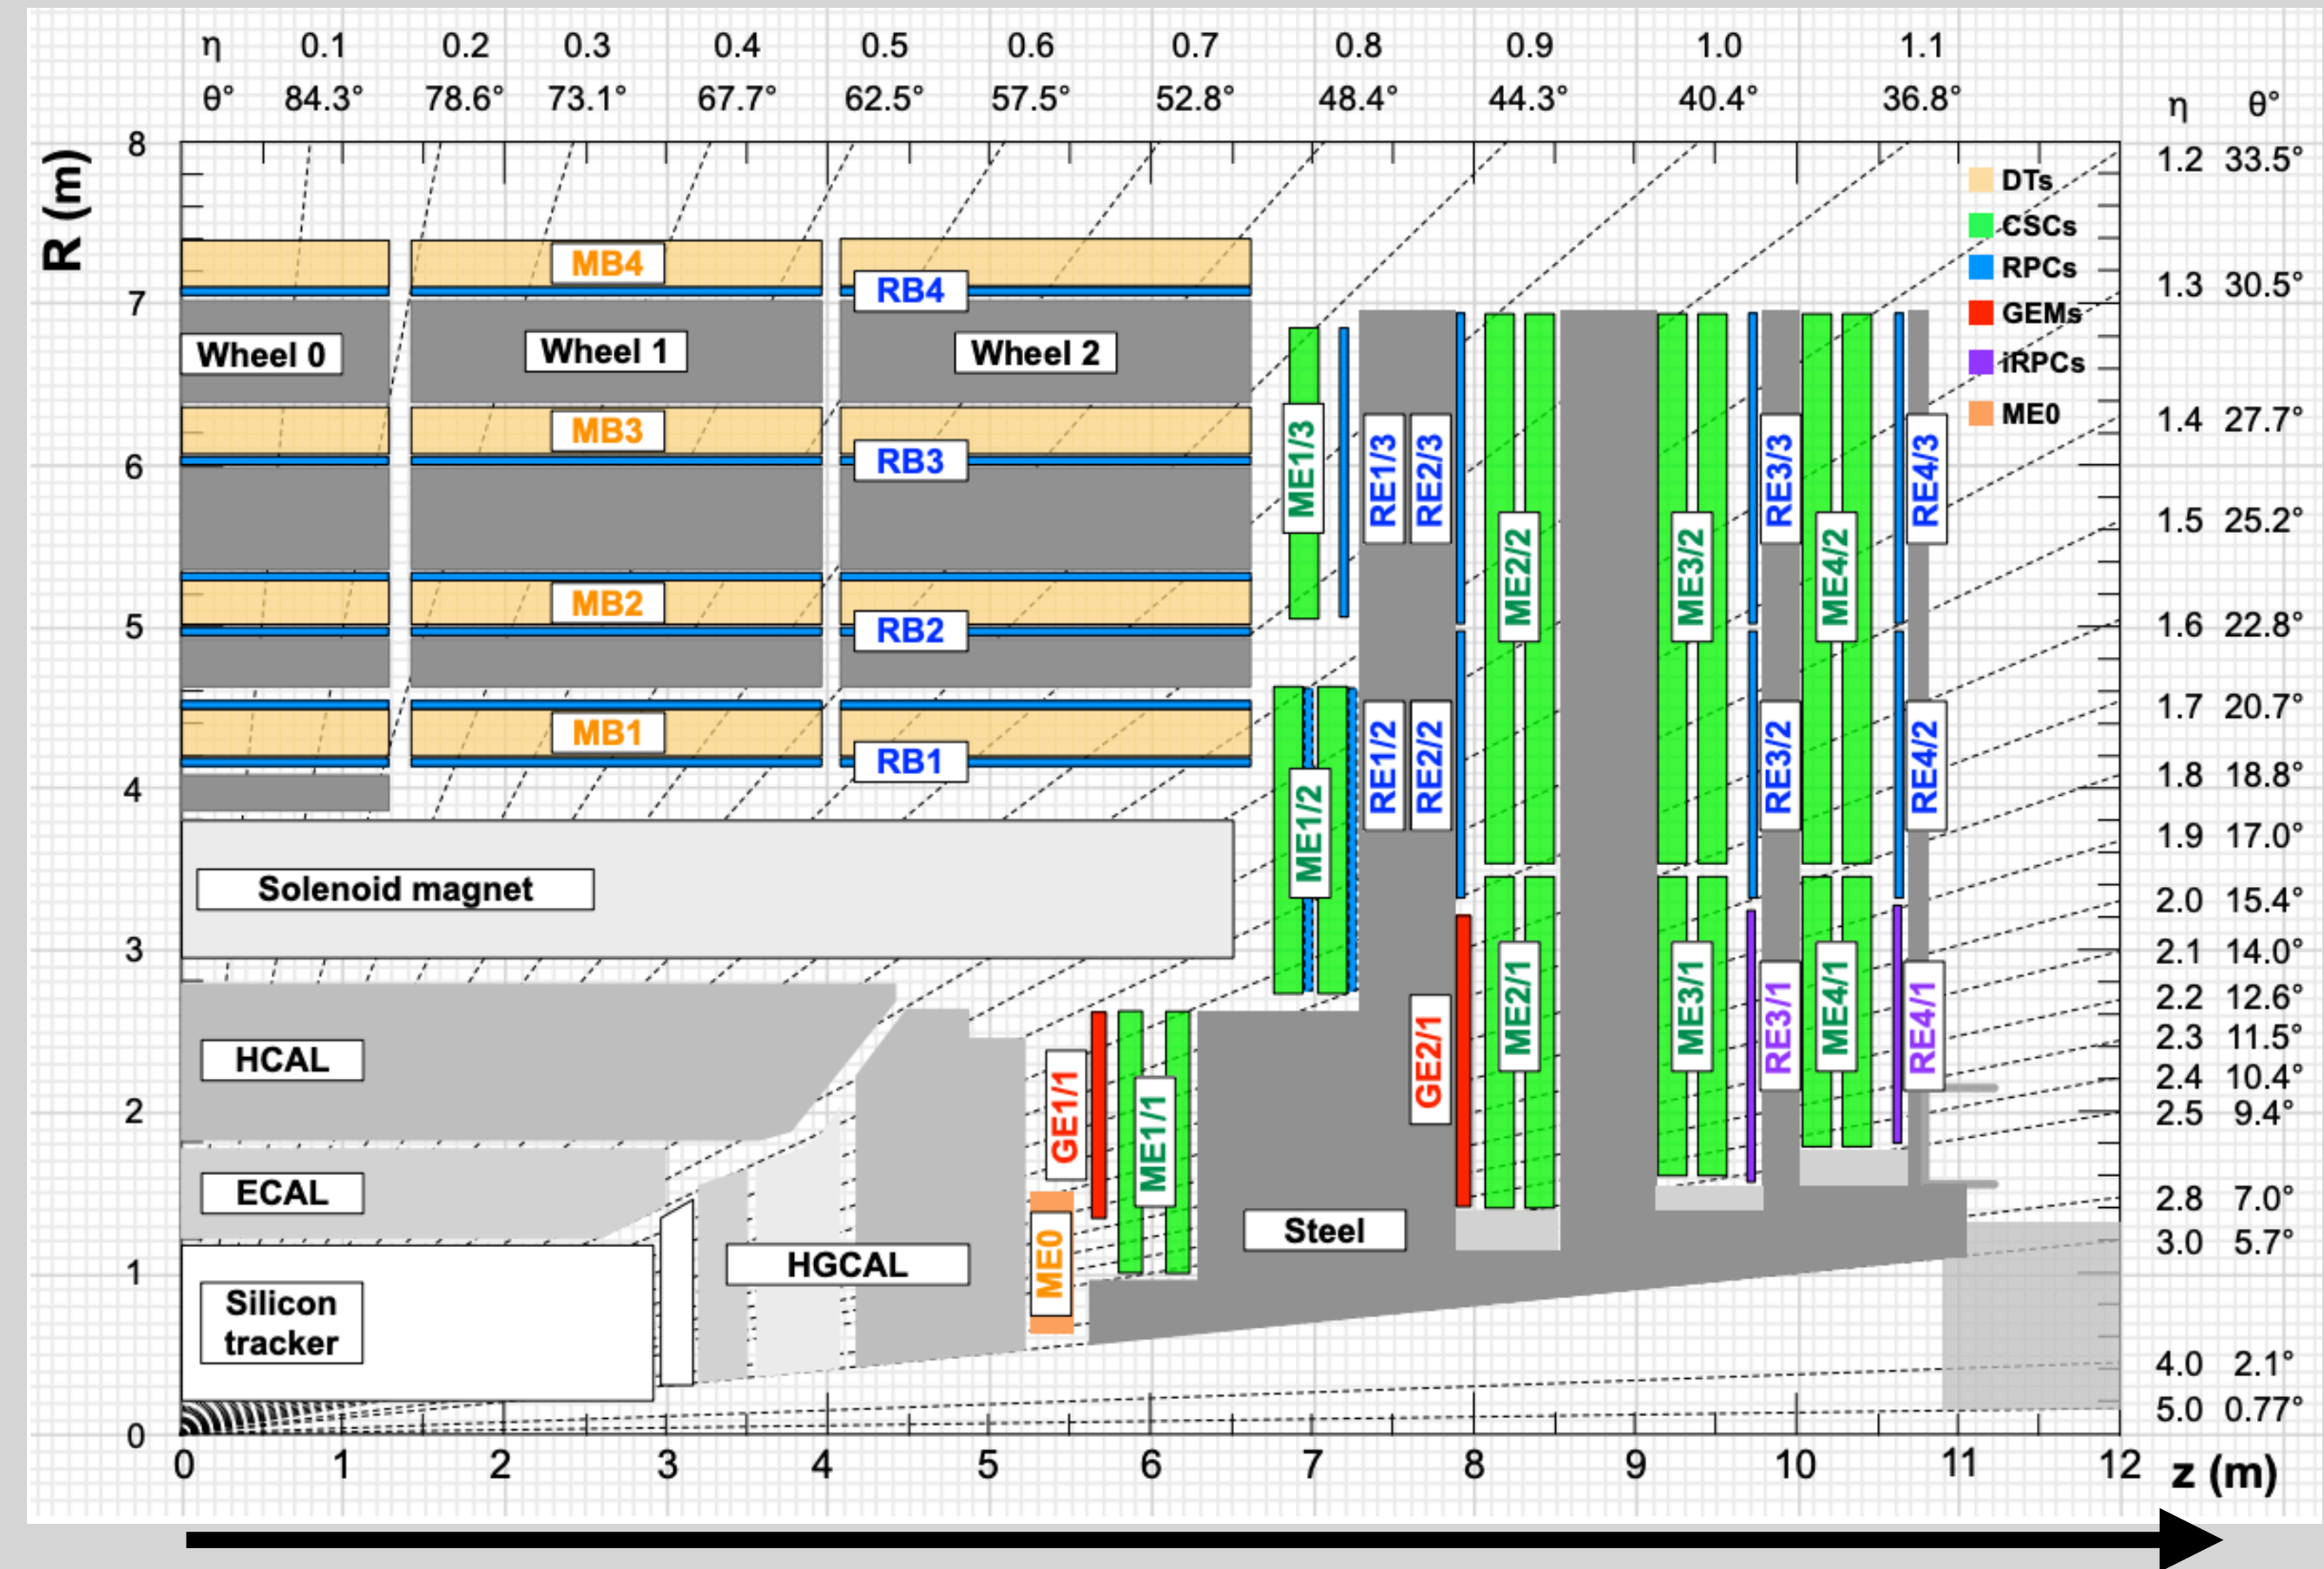 η 0.1 0.2 0.3 0.4 0.5 0.6 0.7 0.8 0.9 1.0 1.1
θ° 84.3° 78.6° 73.1° 67.7° 62.5° 57.5° 52.8° 48.4° 44.3° 40.4° 36.8° η θ°
R (m)
8
7
6
5
4
3
2
1
0
1.2 33.5°
1.3 30.5°
1.4 27.7°
1.5 25.2°
1.6 22.8°
1.7 20.7°
1.8 18.8°
1.9 17.0°
2.0 15.4°
2.1 14.0°
2.2 12.6°
2.3 11.5°
2.4 10.4°
2.5 9.4°
2.8 7.0°
3.0 5.7°
4.0 2.1°
5.0 0.77°
DTs
CSCs
RPCs
GEMs
iRPCs
ME0
MB4
RB4
Wheel 0
Wheel 1
Wheel 2
MB3
RB3
MB2
RB2
MB1
RB1
ME1/3
RE1/3
RE2/3
ME2/2
ME3/2
RE3/3
ME4/2
RE4/3
ME1/2
RE1/2
RE2/2
RE3/2
RE4/2
Solenoid magnet
HCAL
ECAL
Silicon
tracker
HGCAL
GE1/1
ME1/1
ME0
Steel
GE2/1
ME2/1
ME3/1
RE3/1
ME4/1
RE4/1
0 1 2 3 4 5 6 7 8 9 10 11 12
z (m)